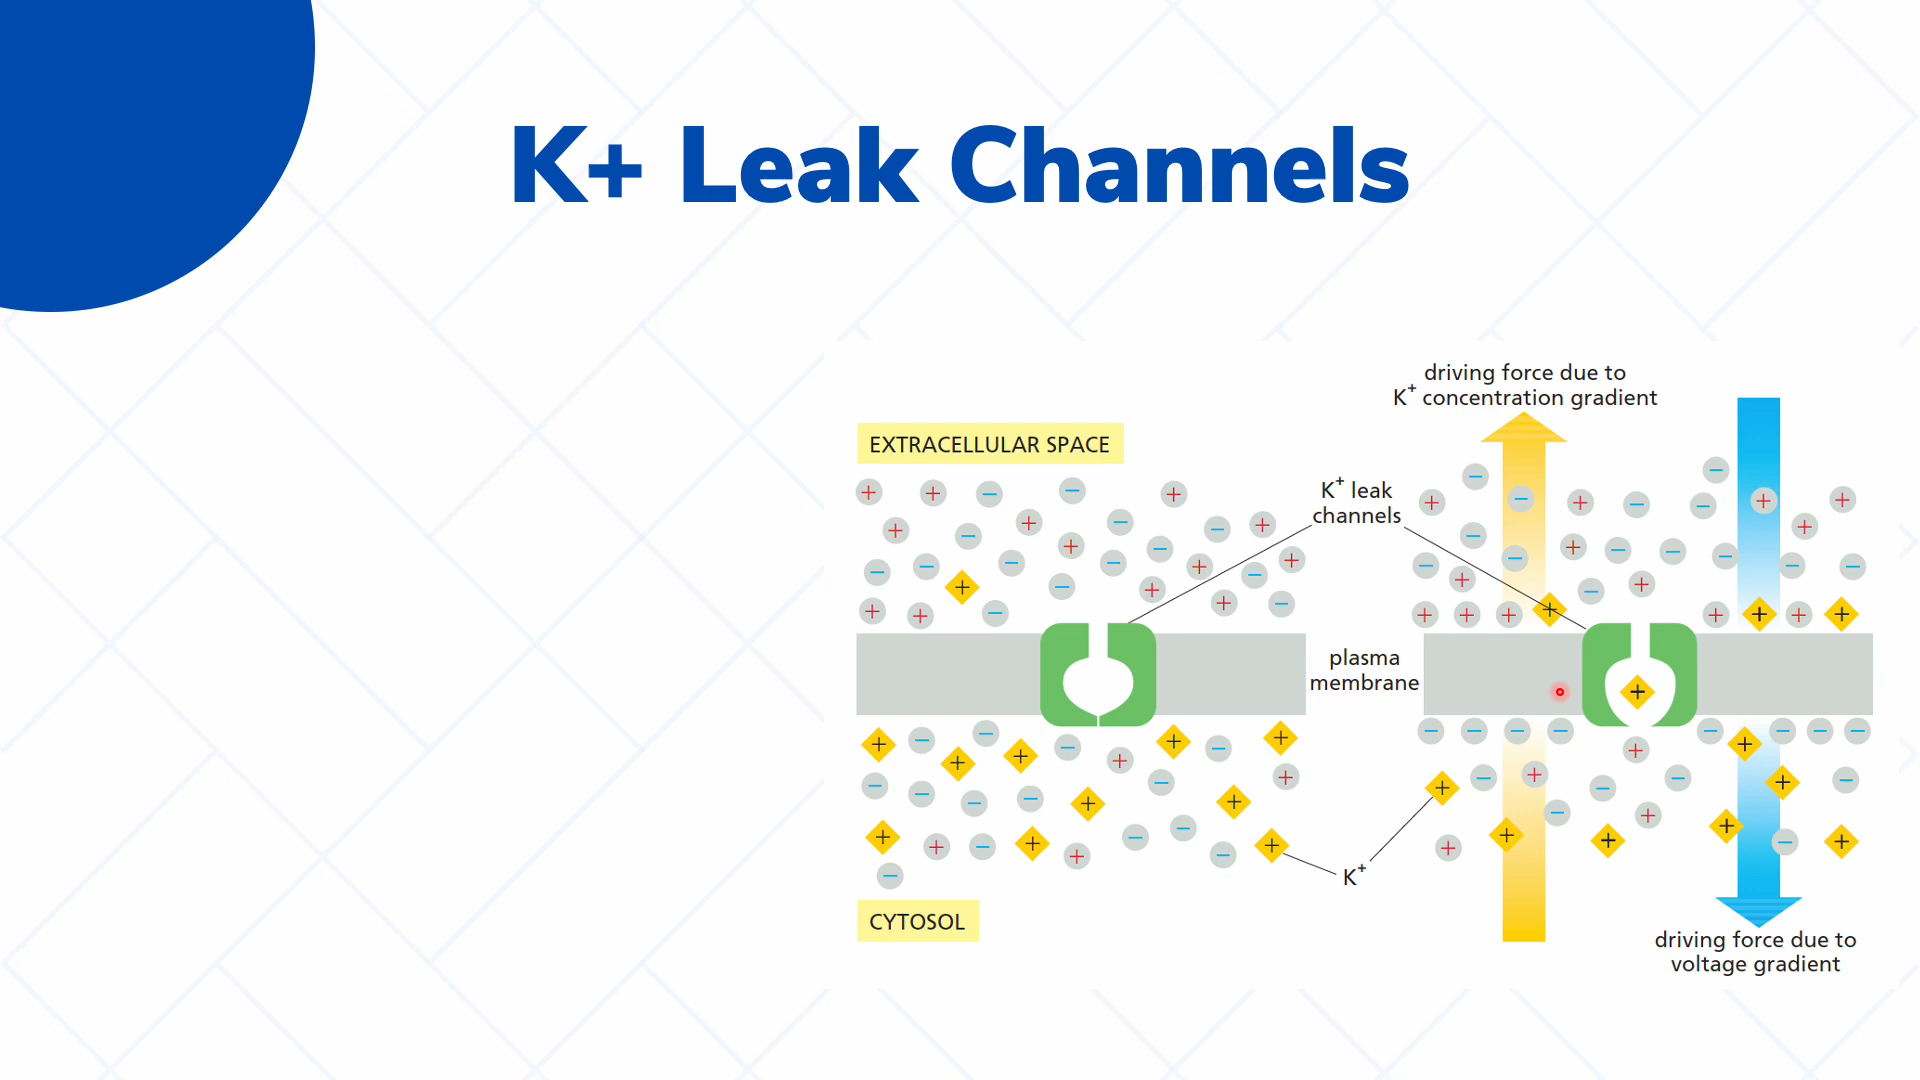 K+ Leak Channels
driving force due to
K⁺ concentration gradient
EXTRACELLULAR SPACE
K⁺ leak
channels
plasma
membrane
K⁺
CYTOSOL
driving force due to
voltage gradient